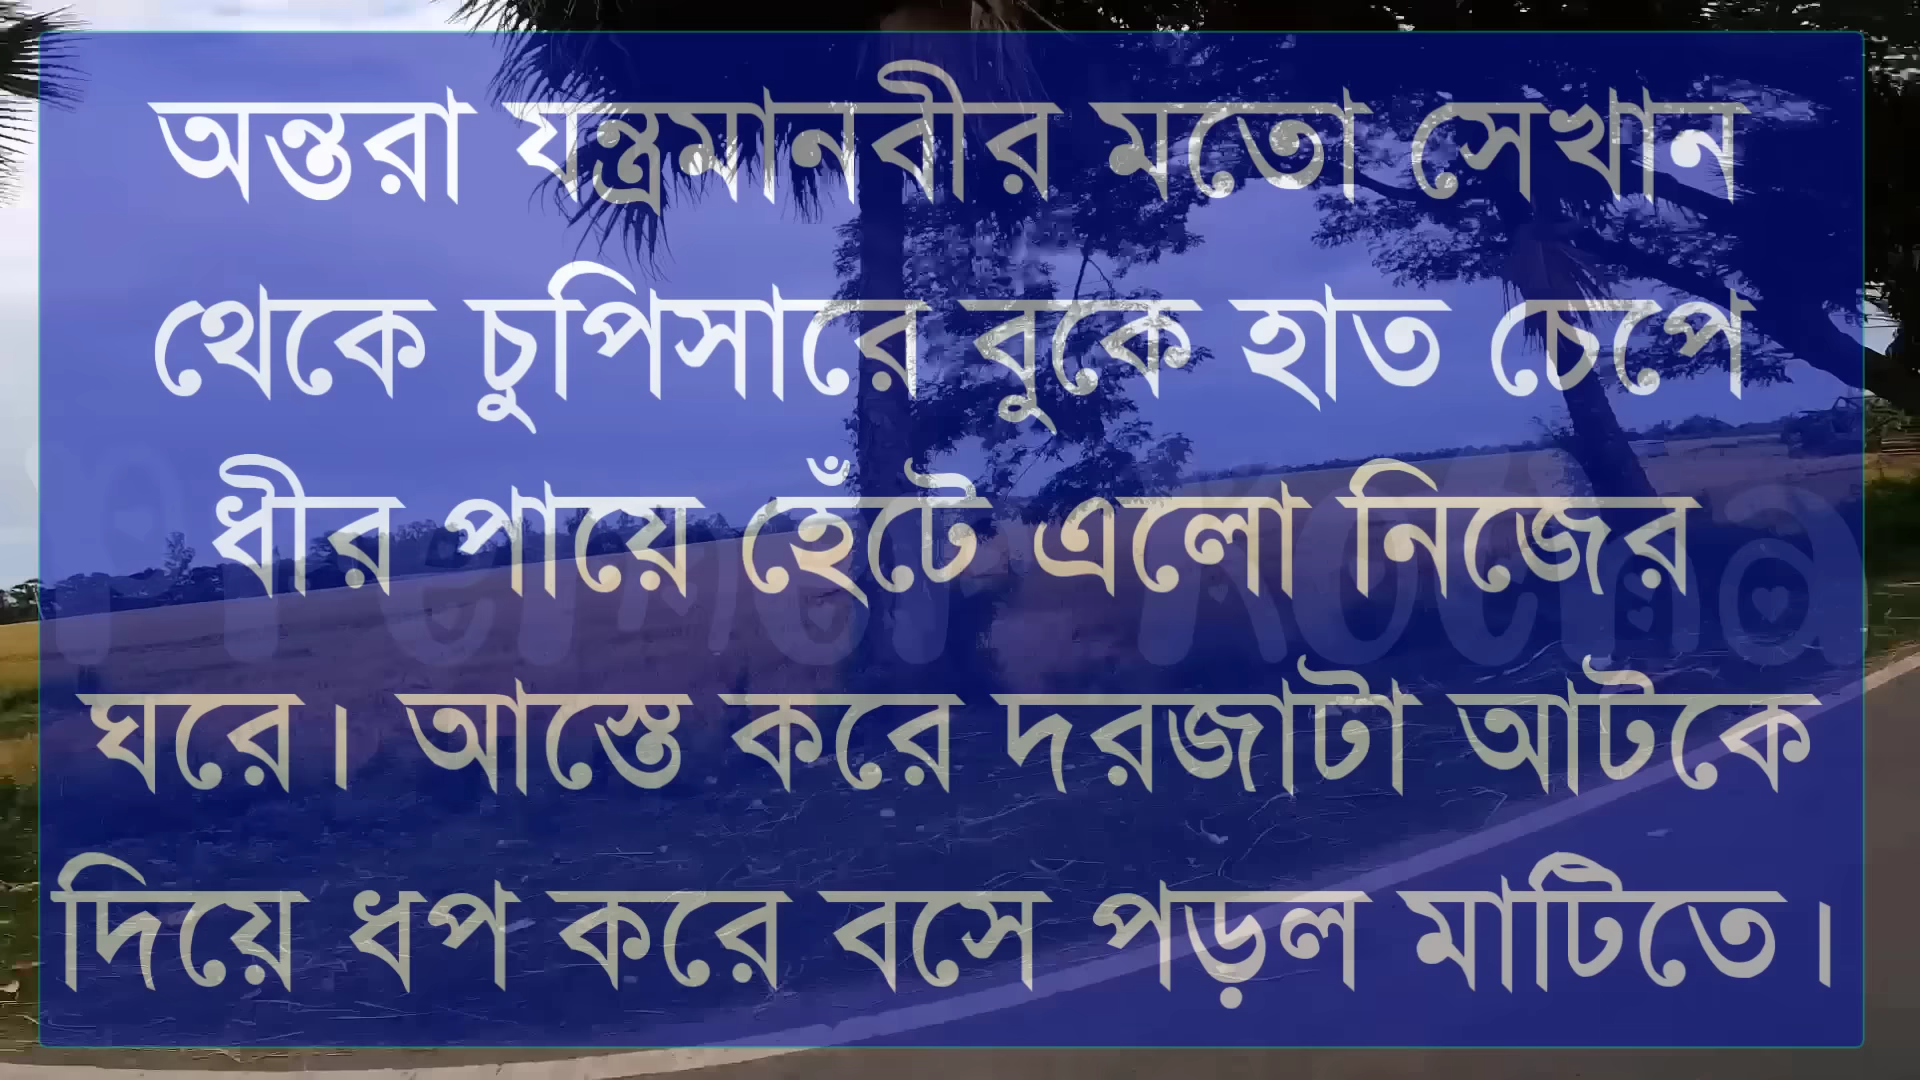 অন্তরা যন্ত্রমানবীর মতো সেখান
থেকে চুপিসারে বুকে হাত চেপে
ধীর পায়ে হেঁটে এলো নিজের
ঘরে। আস্তে করে দরজাটা আটকে
দিয়ে ধপ করে বসে পড়ল মাটিতে।